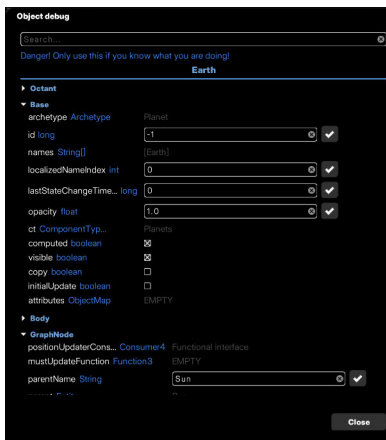 Object debug
Search...
Danger! Only use this if you know what you are doing!
Earth
Octant
Base
archetype Archetype Planet
id long -1
names String[] [Earth]
localizedNameIndex int 0
lastStateChangeTime... long 0
opacity float 1.0
ct ComponentTyp... Planets
computed boolean
visible boolean
copy boolean
initialUpdate boolean
attributes ObjectMap EMPTY
Body
GraphNode
positionUpdaterCons... Consumer4 Functional interface
mustUpdateFunction Function3 EMPTY
parentName String Sun
parent Entity
Close